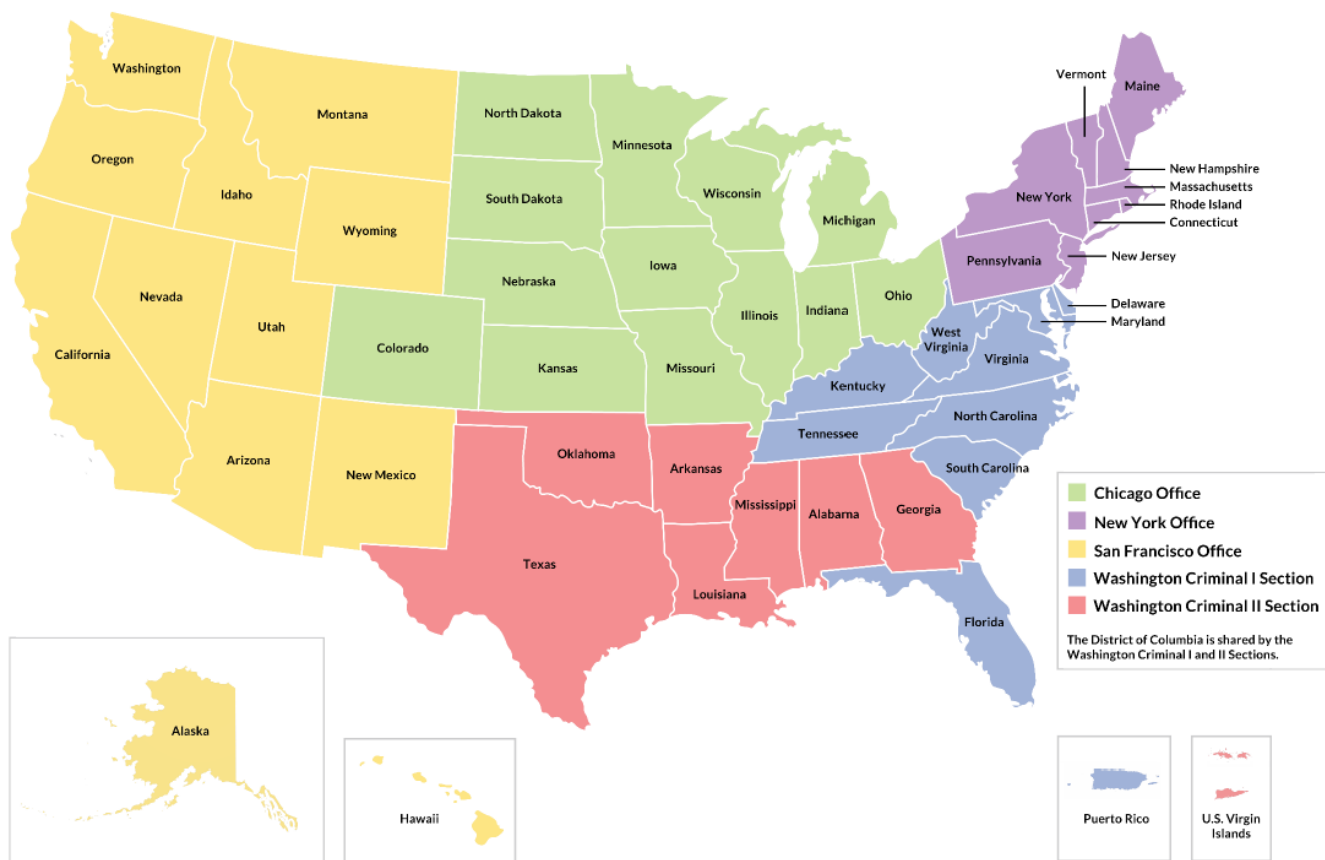 Washington
Montana
Oregon
Idaho
Wyoming
Nevada
Utah
California
Arizona
New Mexico
North Dakota
Minnesota
South Dakota
Wisconsin
Michigan
Nebraska
Iowa
Colorado
Kansas
Missouri
Illinois
Indiana
Ohio
Vermont
Maine
New Hampshire
Massachusetts
Rhode Island
Connecticut
New York
Pennsylvania
New Jersey
Delaware
Maryland
West
Virginia
Virginia
Kentucky
Tennessee
North Carolina
South Carolina
Oklahoma
Arkansas
Texas
Louisiana
Mississippi
Alabama
Georgia
Florida
Chicago Office
New York Office
San Francisco Office
Washington Criminal I Section
Washington Criminal II Section
The District of Columbia is shared by the
Washington Criminal I and II Sections.
Alaska
Hawaii
Puerto Rico
U.S. Virgin
Islands